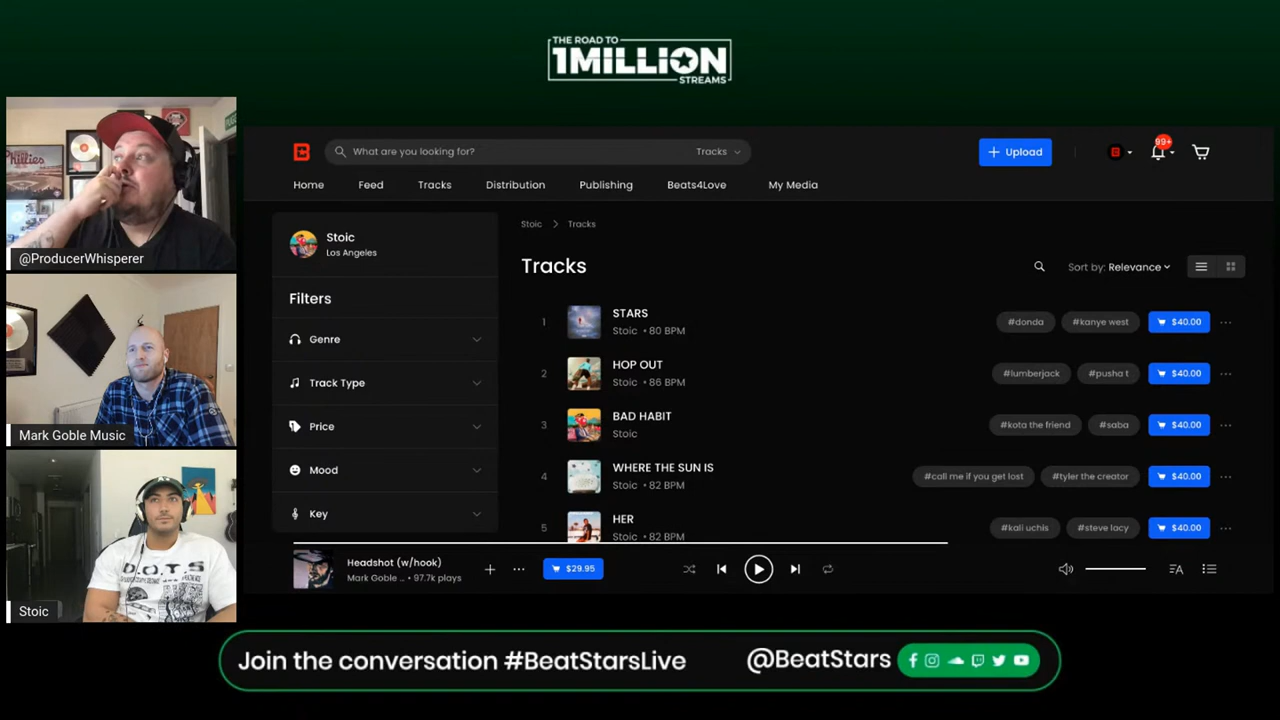 THE ROAD TO
1MILLION
STREAMS
Phillies
@ProducerWhisperer
Mark Goble Music
D.O.T.S
Stoic
What are you looking for?
Tracks
+ Upload
99+
Home
Feed
Tracks
Distribution
Publishing
Beats4Love
My Media
Stoic
Los Angeles
Filters
Genre
Track Type
Price
Mood
Key
Stoic > Tracks
Tracks
Sort by: Relevance
1
STARS
Stoic • 80 BPM
#donda
#kanye west
$40.00
2
HOP OUT
Stoic • 86 BPM
#lumberjack
#pusha t
$40.00
3
BAD HABIT
Stoic
#kota the friend
#saba
$40.00
4
WHERE THE SUN IS
Stoic • 82 BPM
#call me if you get lost
#tyler the creator
$40.00
5
HER
Stoic • 82 BPM
#kali uchis
#steve lacy
$40.00
Headshot (w/hook)
Mark Goble .. • 97.7k plays
$29.95
Join the conversation #BeatStarsLive
@BeatStars